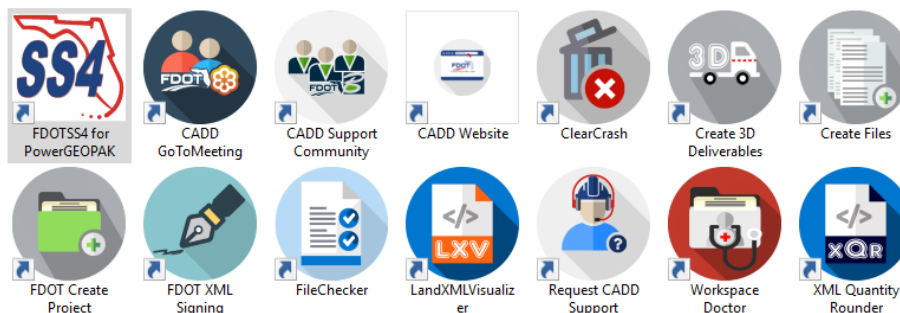 SS4
FDOTSS4 for
PowerGEOPAK
FDOT
CADD
GoToMeeting
FDOT
CADD Support
Community
FDOT
CADD Website
ClearCrash
3D
Create 3D
Deliverables
Create Files
FDOT Create
Project
FDOT XML
Signing
FileChecker
</>
LXV
LandXMLVisualiz
er
?
Request CADD
Support
Workspace
Doctor
</>
XQR
XML Quantity
Rounder